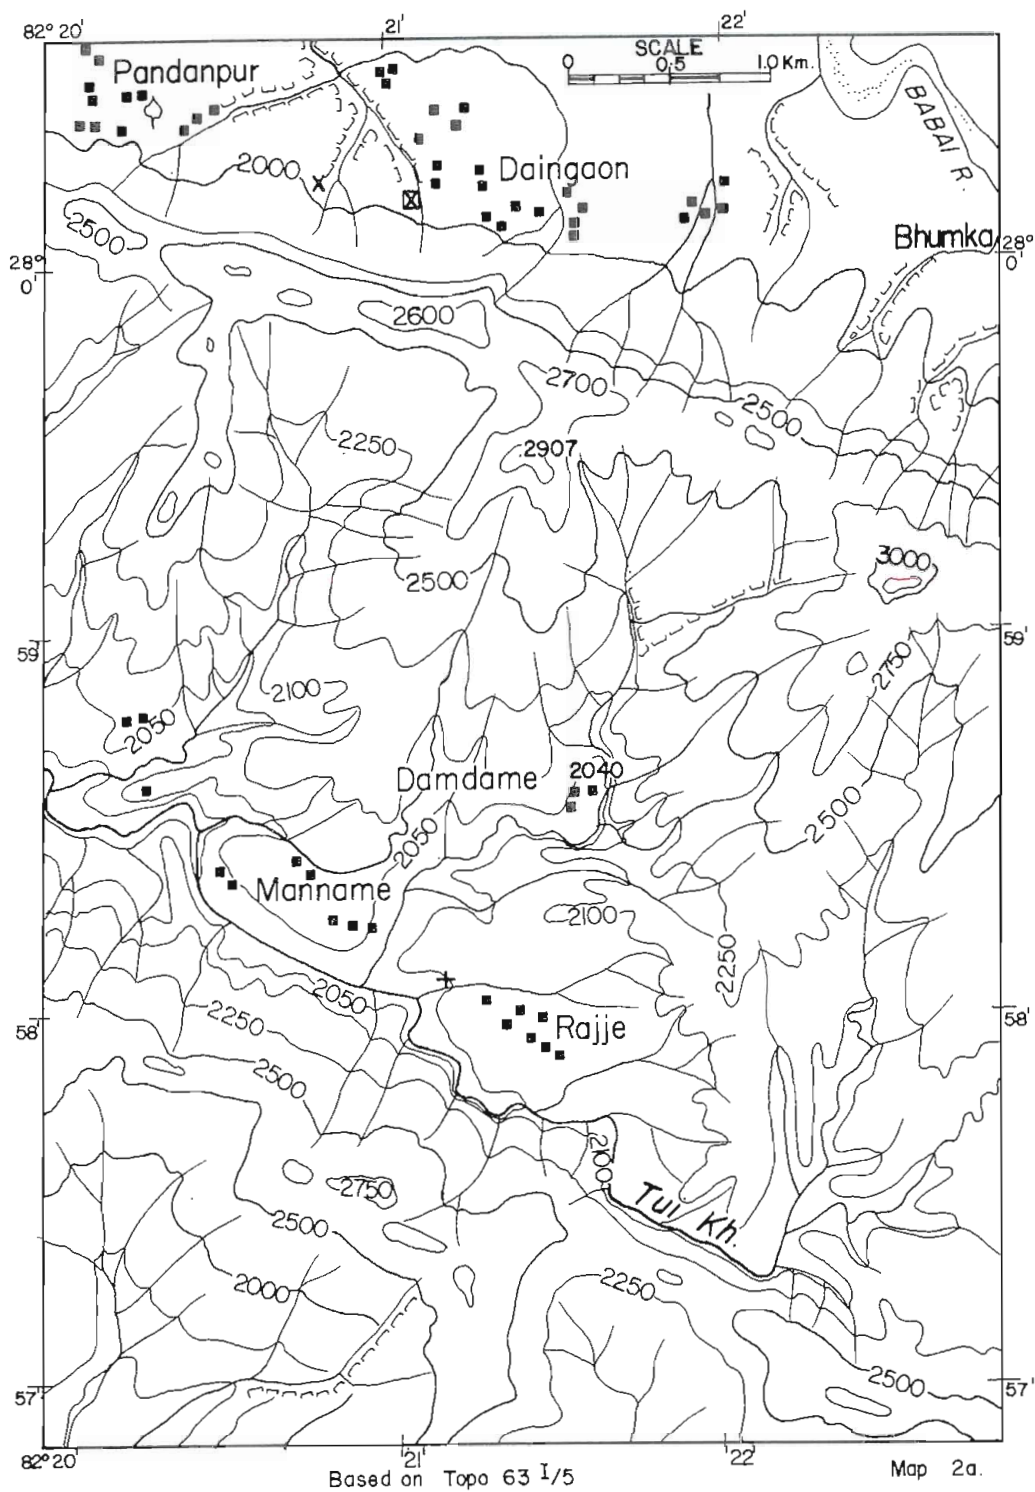 82° 20' 21' 22'
SCALE
0 0.5 1.0 Km.
Pandanpur
BABAI R.
2000
Daingaon
2500
Bhumka
28° 0'
28° 0'
2600
2700
2500
2250
2907
3000
2500
59'
59'
2750
2100
2050
Damdame
2040
2500
2050
Manname
2100
2250
2050
58'
58'
2250
Rajje
2500
2100
2750
Tui Kh.
2500
2000
2250
2500
57'
57'
82° 20' 21' 22'
Based on Topo 63 I/5
Map 2a.